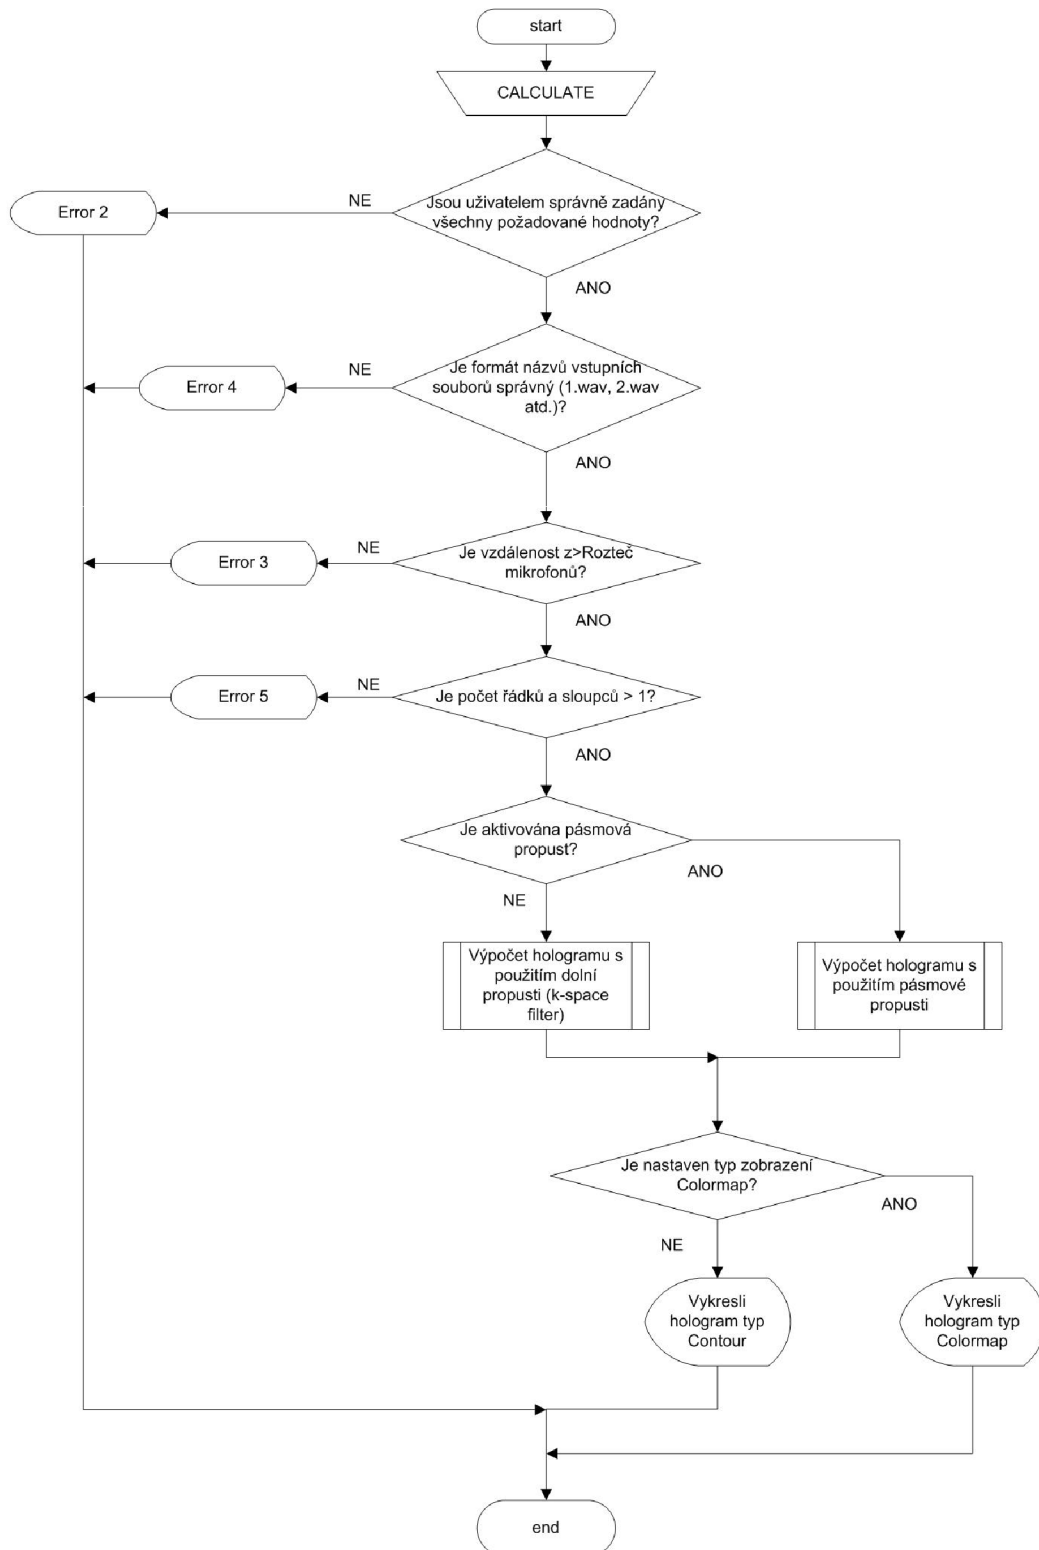 start
CALCULATE
Jsou uživatelem správně zadány
všechny požadované hodnoty?
NE
Error 2
ANO
Je formát názvů vstupních
souborů správný (1.wav, 2.wav
atd.)?
NE
Error 4
ANO
Je vzdálenost z>Rozteč
mikrofonů?
NE
Error 3
ANO
Je počet řádků a sloupců > 1?
NE
Error 5
ANO
Je aktivována pásmová
propust?
ANO
NE
Výpočet hologramu s
použitím dolní
propusti (k-space
filter)
Výpočet hologramu s
použitím pásmové
propusti
Je nastaven typ zobrazení
Colormap?
ANO
NE
Vykresli
hologram typ
Contour
Vykresli
hologram typ
Colormap
end